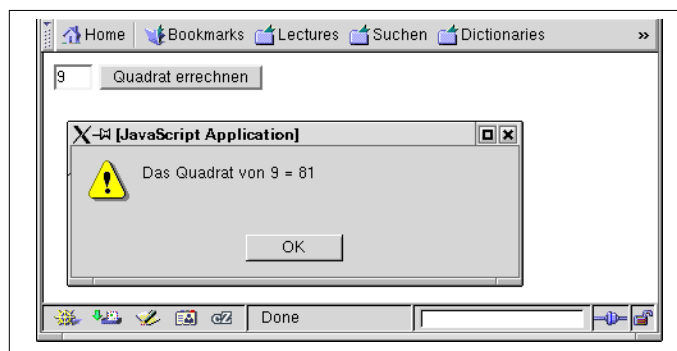 Home Bookmarks Lectures Suchen Dictionaries »
9 Quadrat errechnen
[JavaScript Application]
Das Quadrat von 9 = 81
OK
Done